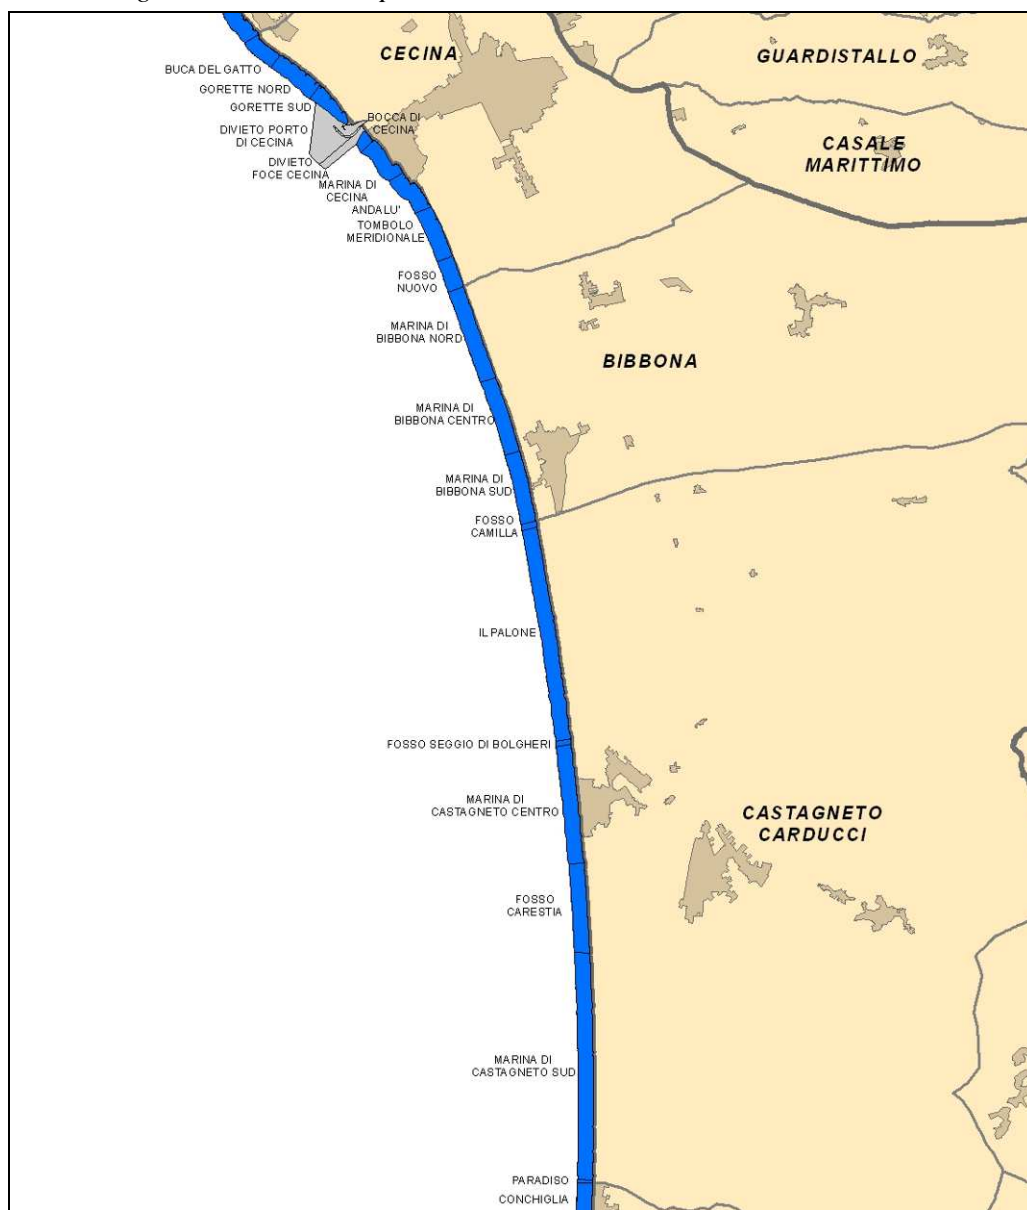 CECINA
GUARDISTALLO
BUCA DEL GATTO
GORETTE NORD
GORETTE SUD
BOCCA DI
CECINA
DIVIETO PORTO
DI CECINA
CASALE
MARITTIMO
DIVIETO
FOCE CECINA
MARINA DI
CECINA
ANDALU'
TOMBOLO
MERIDIONALE
FOSSO
NUOVO
MARINA DI
BIBBONA NORD
BIBBONA
MARINA DI
BIBBONA CENTRO
MARINA DI
BIBBONA SUD
FOSSO
CAMILLA
IL PALONE
FOSSO SEGGIO DI BOLGHERI
MARINA DI
CASTAGNETO CENTRO
CASTAGNETO
CARDUCCI
FOSSO
CARESTIA
MARINA DI
CASTAGNETO SUD
PARADISO
CONCHIGLIA